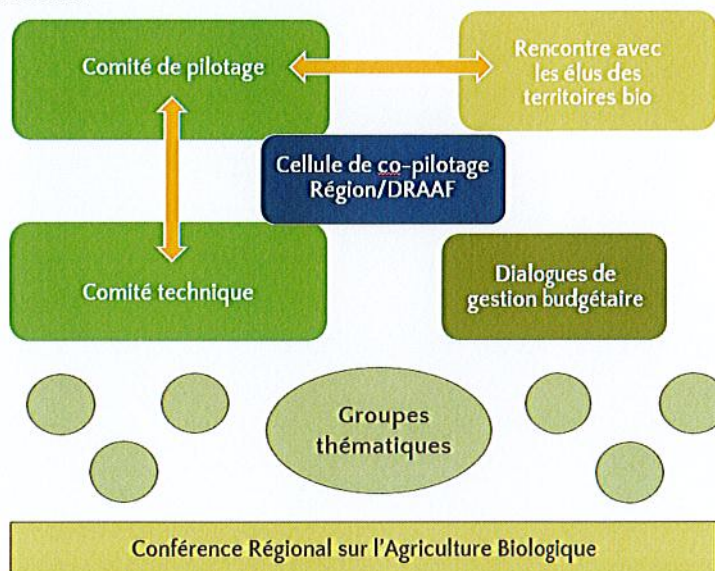 Comité de pilotage
Rencontre avec
les élus des
territoires bio
Cellule de co-pilotage
Région/DRAAF
Comité technique
Dialogues de
gestion budgétaire
Groupes
thématiques
Conférence Régional sur l'Agriculture Biologique